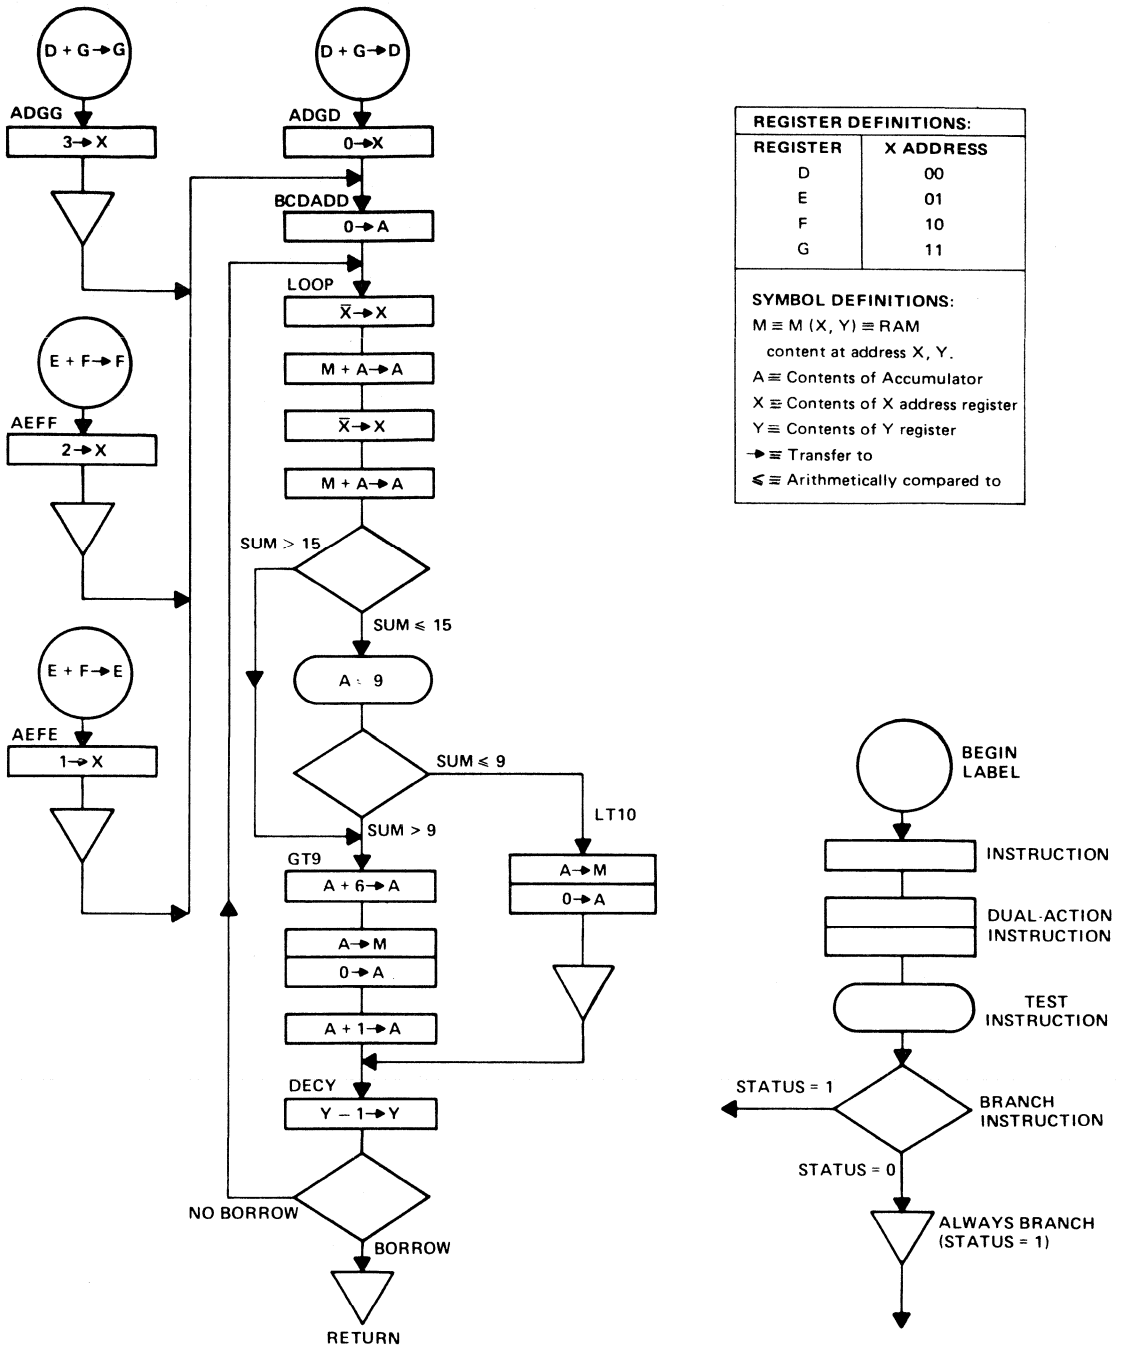 D + G → G
ADGG
3 → X
E + F → F
AEFF
2 → X
E + F → E
AEFE
1 → X
D + G → D
ADGD
0 → X
BCDADD
0 → A
LOOP
X̅ → X
M + A → A
X̅ → X
M + A → A
SUM > 15
SUM ≤ 15
A 9
SUM ≤ 9
SUM > 9
LT10
A → M
0 → A
GT9
A + 6 → A
A → M
0 → A
A + 1 → A
DECY
Y – 1 → Y
NO BORROW
BORROW
RETURN
REGISTER DEFINITIONS:
REGISTER X ADDRESS
D 00
E 01
F 10
G 11
SYMBOL DEFINITIONS:
M ≡ M (X, Y) ≡ RAM
content at address X, Y.
A ≡ Contents of Accumulator
X ≡ Contents of X address register
Y ≡ Contents of Y register
→ ≡ Transfer to
≤ ≡ Arithmetically compared to
BEGIN
LABEL
INSTRUCTION
DUAL-ACTION
INSTRUCTION
TEST
INSTRUCTION
STATUS = 1
BRANCH
INSTRUCTION
STATUS = 0
ALWAYS BRANCH
(STATUS = 1)